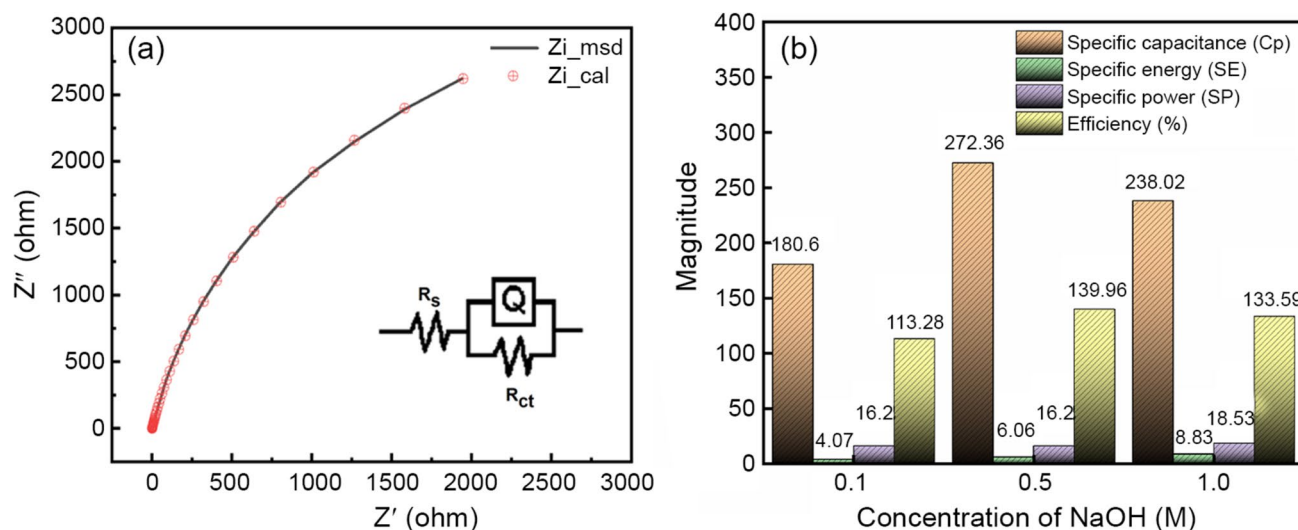 (a)
Zi_msd
Zi_cal
3000
2500
2000
1500
1000
500
0
Z″ (ohm)
Rs
Q
Rct
0 500 1000 1500 2000 2500 3000
Z′ (ohm)
(b)
Specific capacitance (Cp)
Specific energy (SE)
Specific power (SP)
Efficiency (%)
400
350
300
250
200
150
100
50
0
Magnitude
180.6
4.07
16.2
113.28
272.36
6.06
16.2
139.96
238.02
8.83
18.53
133.59
0.1 0.5 1.0
Concentration of NaOH (M)